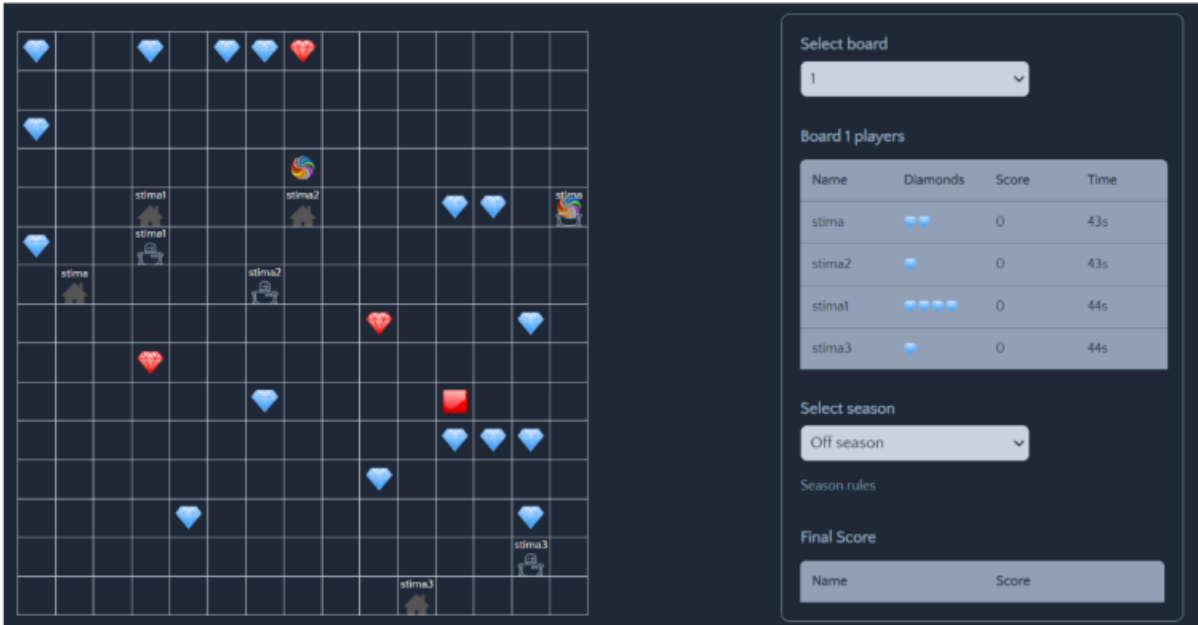 Select board
1
Board 1 players
Name Diamonds Score Time
stima 0 43s
stima2 0 43s
stima1 0 44s
stima3 0 44s
Select season
Off season
Season rules
Final Score
Name Score
stima1 stima2 stima
stima1
stima stima2
stima3
stima3